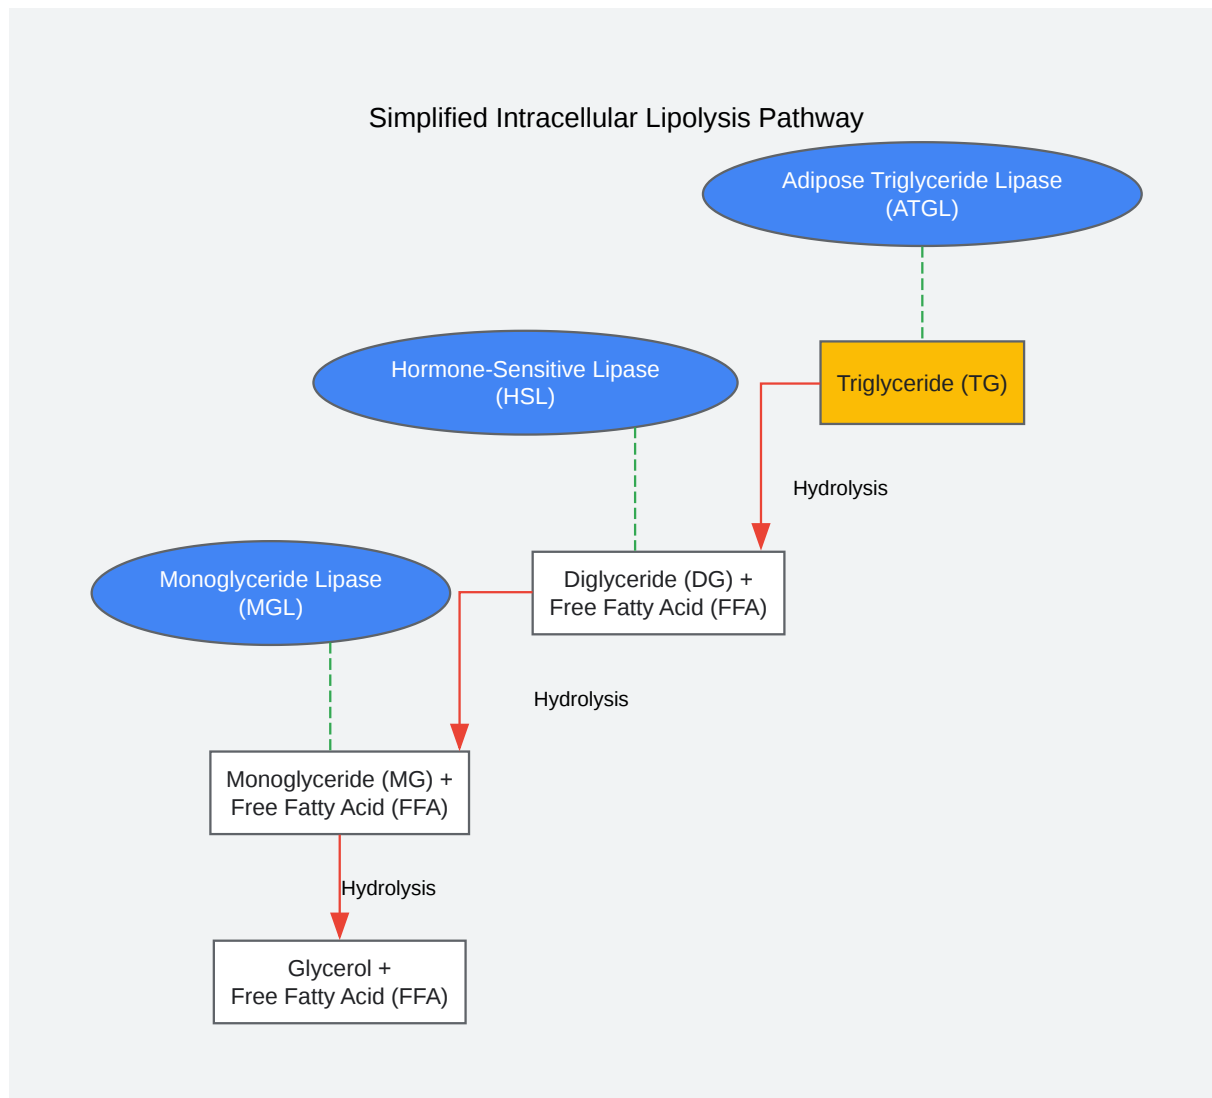 Simplified Intracellular Lipolysis Pathway
Adipose Triglyceride Lipase
(ATGL)
Hormone-Sensitive Lipase
(HSL)
Triglyceride (TG)
Hydrolysis
Monoglyceride Lipase
(MGL)
Diglyceride (DG) +
Free Fatty Acid (FFA)
Hydrolysis
Monoglyceride (MG) +
Free Fatty Acid (FFA)
Hydrolysis
Glycerol +
Free Fatty Acid (FFA)